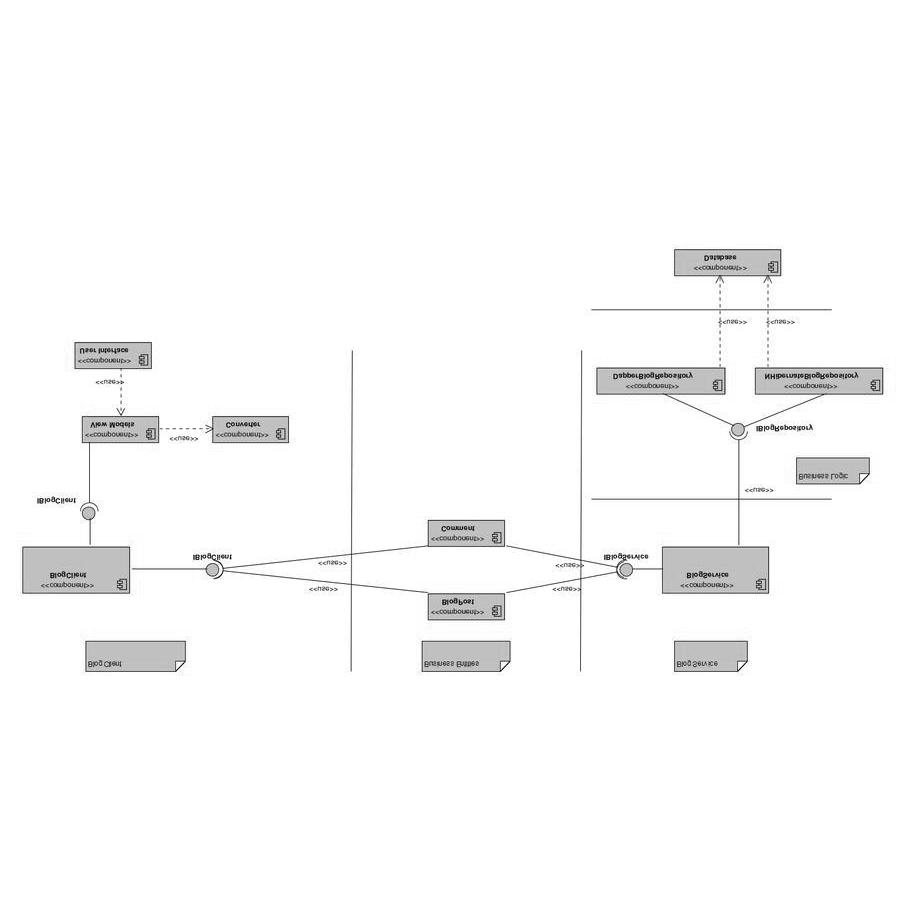 Blog Client
Business Entities
Blog Service
<<component>>
BlogPost
<<use>>
<<use>>
<<component>>
BlogClient
<<component>>
BlogService
<<use>>
<<use>>
IBlogClient
IBlogService
<<component>>
Comment
IBlogClient
<<use>>
Business Logic
<<use>>
<<component>>
View Models
<<component>>
Converter
IBlogRepository
<<use>>
<<component>>
DapperBlogRepository
<<component>>
NHibernateBlogRepository
<<component>>
User Interface
<<use>>
<<use>>
<<component>>
Database